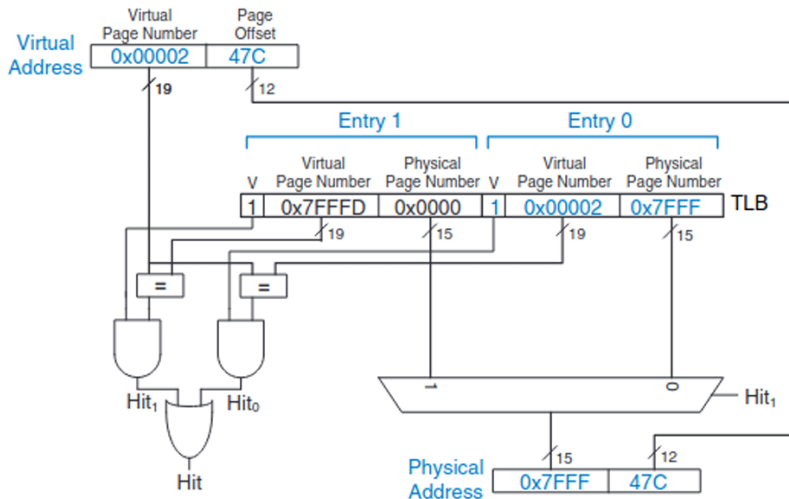 Virtual Page Number
Page Offset
Virtual Address
0x00002
47C
19
12
Entry 1
Entry 0
V
Virtual Page Number
Physical Page Number
V
Virtual Page Number
Physical Page Number
1
0x7FFFD
0x0000
1
0x00002
0x7FFF
TLB
19
15
19
15
=
=
1
0
Hit1
Hit0
Hit1
Hit
15
12
Physical Address
0x7FFF
47C